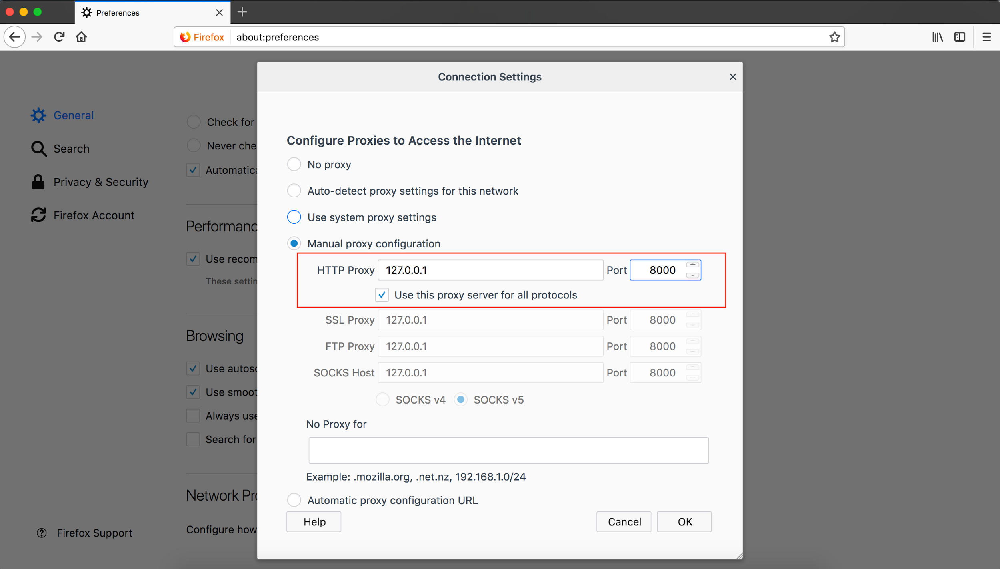 Preferences
Firefox about:preferences
Connection Settings
General
Search
Privacy & Security
Firefox Account
Firefox Support
Check for
Never che
Automatica
Performanc
Use recom
These settin
Browsing
Use autosc
Use smoot
Always use
Search for
Network Pro
Configure how
Configure Proxies to Access the Internet
No proxy
Auto-detect proxy settings for this network
Use system proxy settings
Manual proxy configuration
HTTP Proxy 127.0.0.1 Port 8000
Use this proxy server for all protocols
SSL Proxy 127.0.0.1 Port 8000
FTP Proxy 127.0.0.1 Port 8000
SOCKS Host 127.0.0.1 Port 8000
SOCKS v4 SOCKS v5
No Proxy for
Example: .mozilla.org, .net.nz, 192.168.1.0/24
Automatic proxy configuration URL
Help Cancel OK